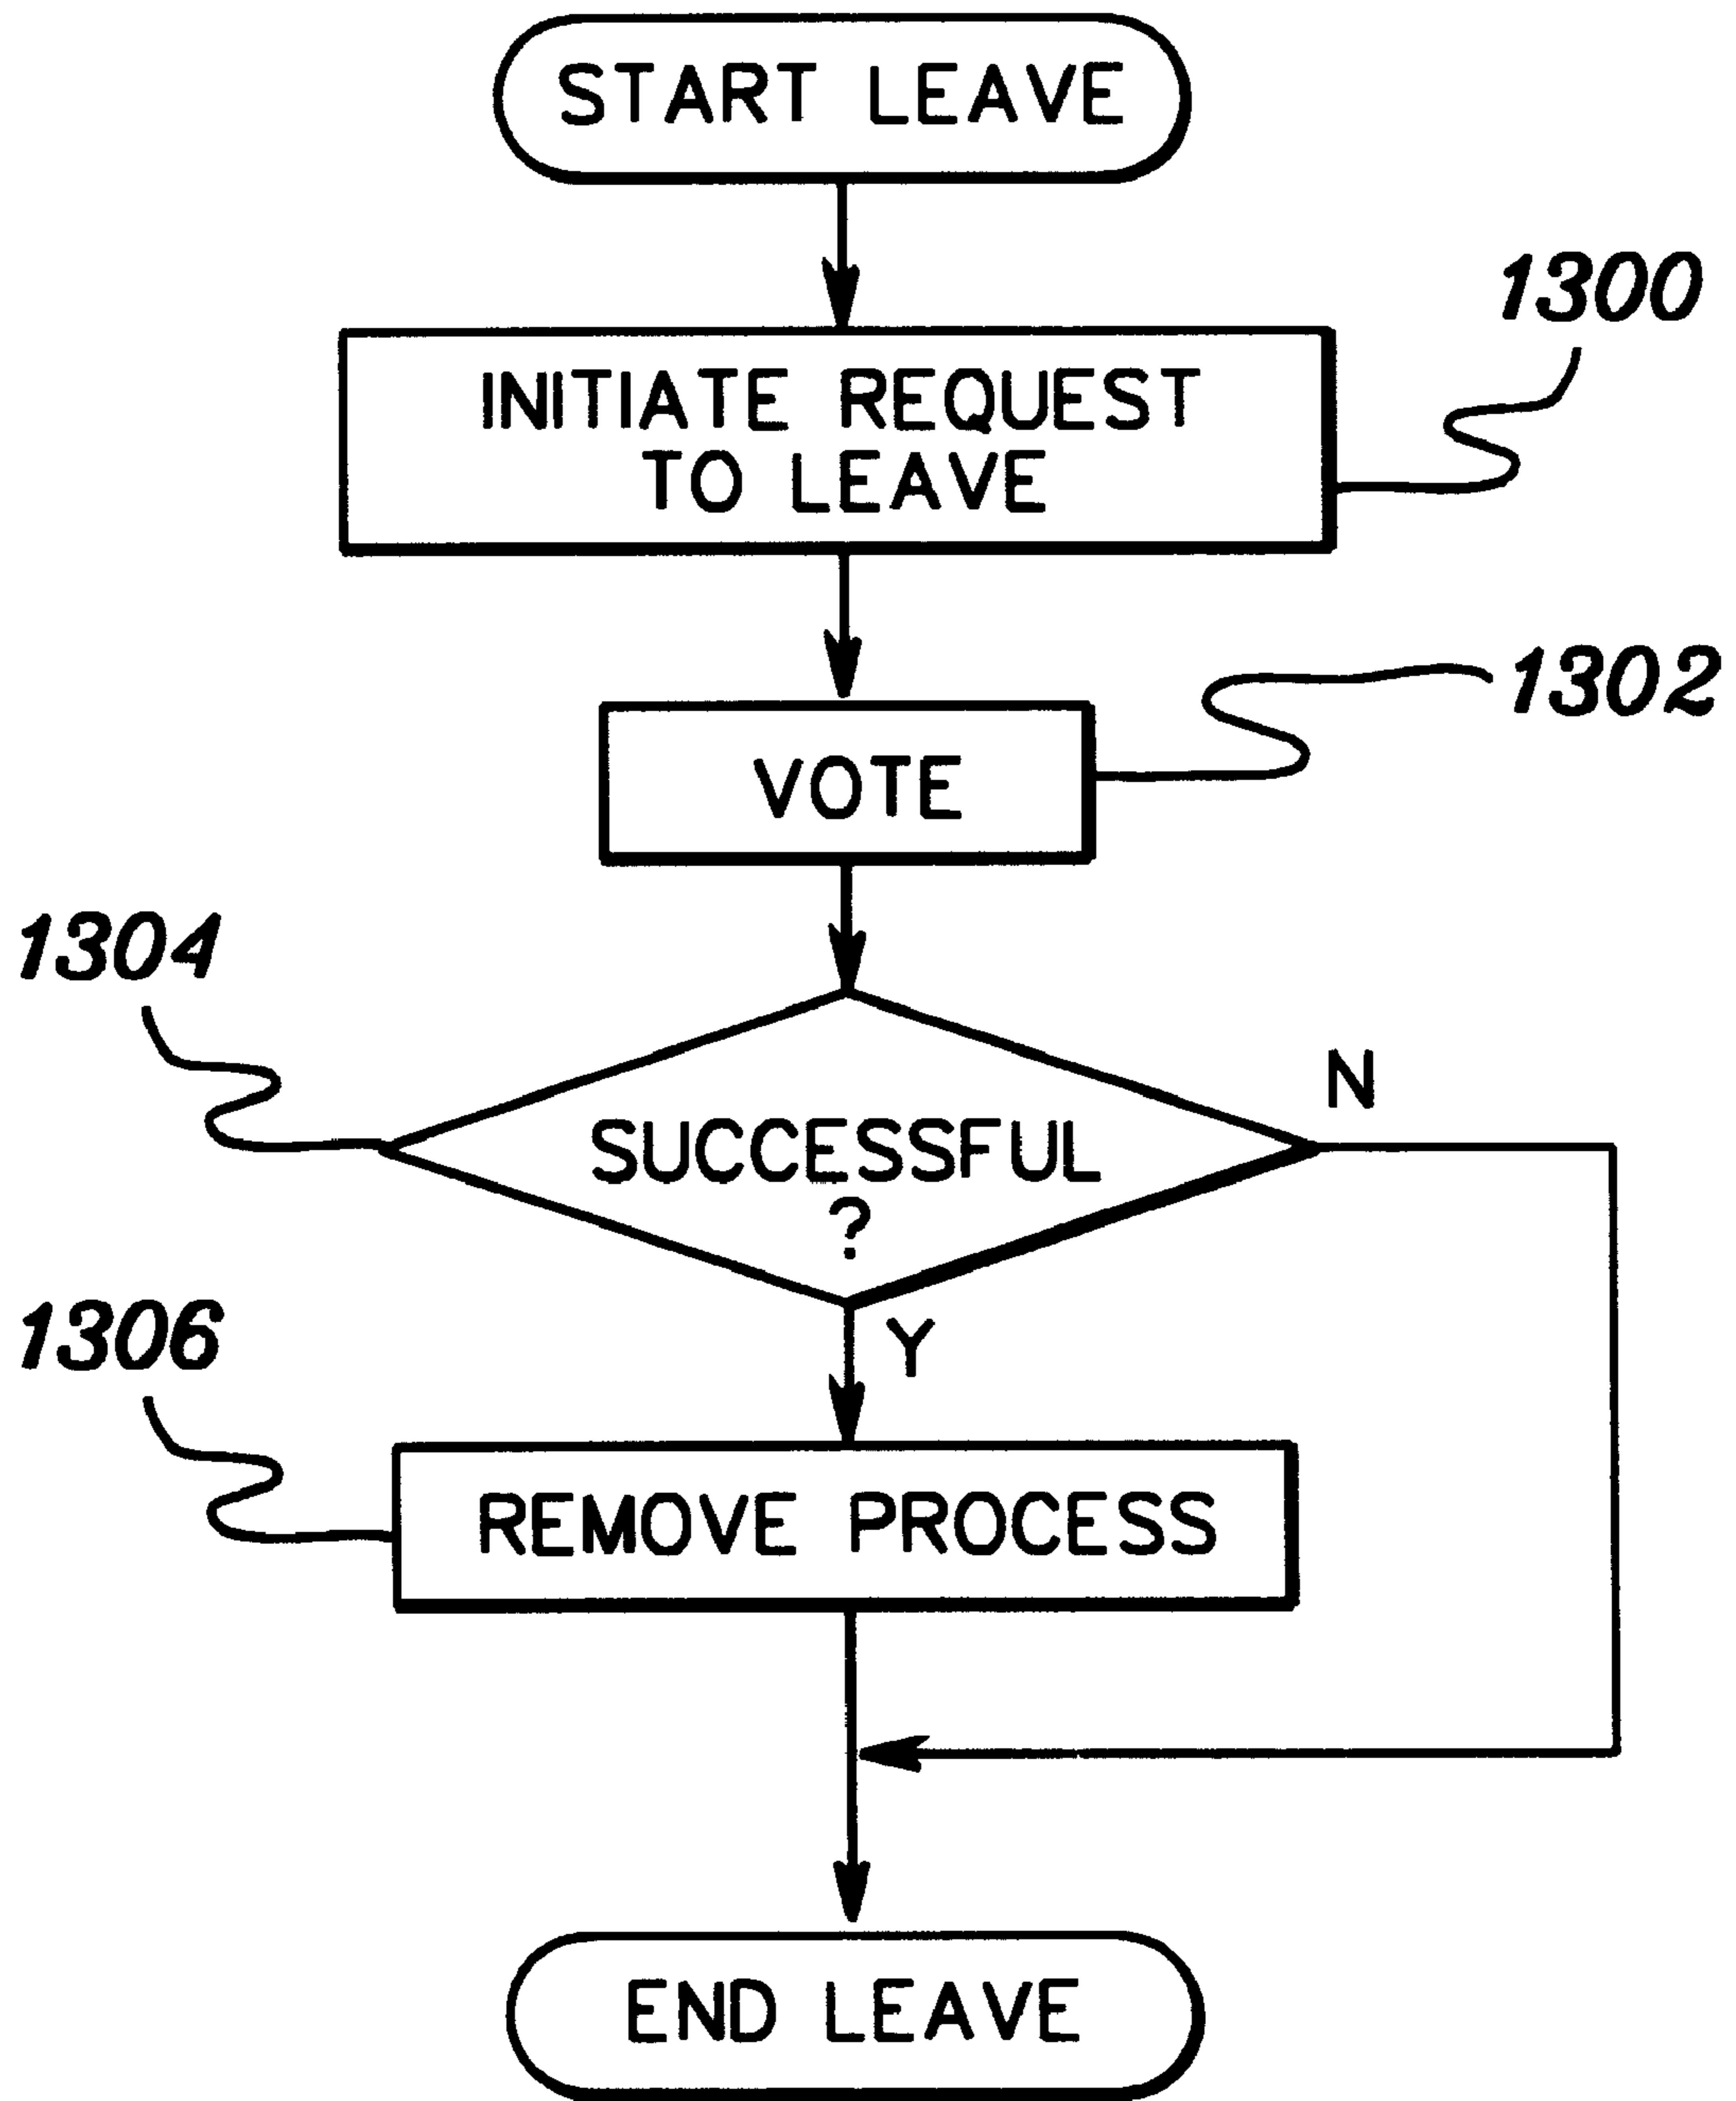 START LEAVE
1300
INITIATE REQUEST
TO LEAVE
1302
VOTE
1304
N
SUCCESSFUL
?
1306
Y
REMOVE PROCESS
END LEAVE